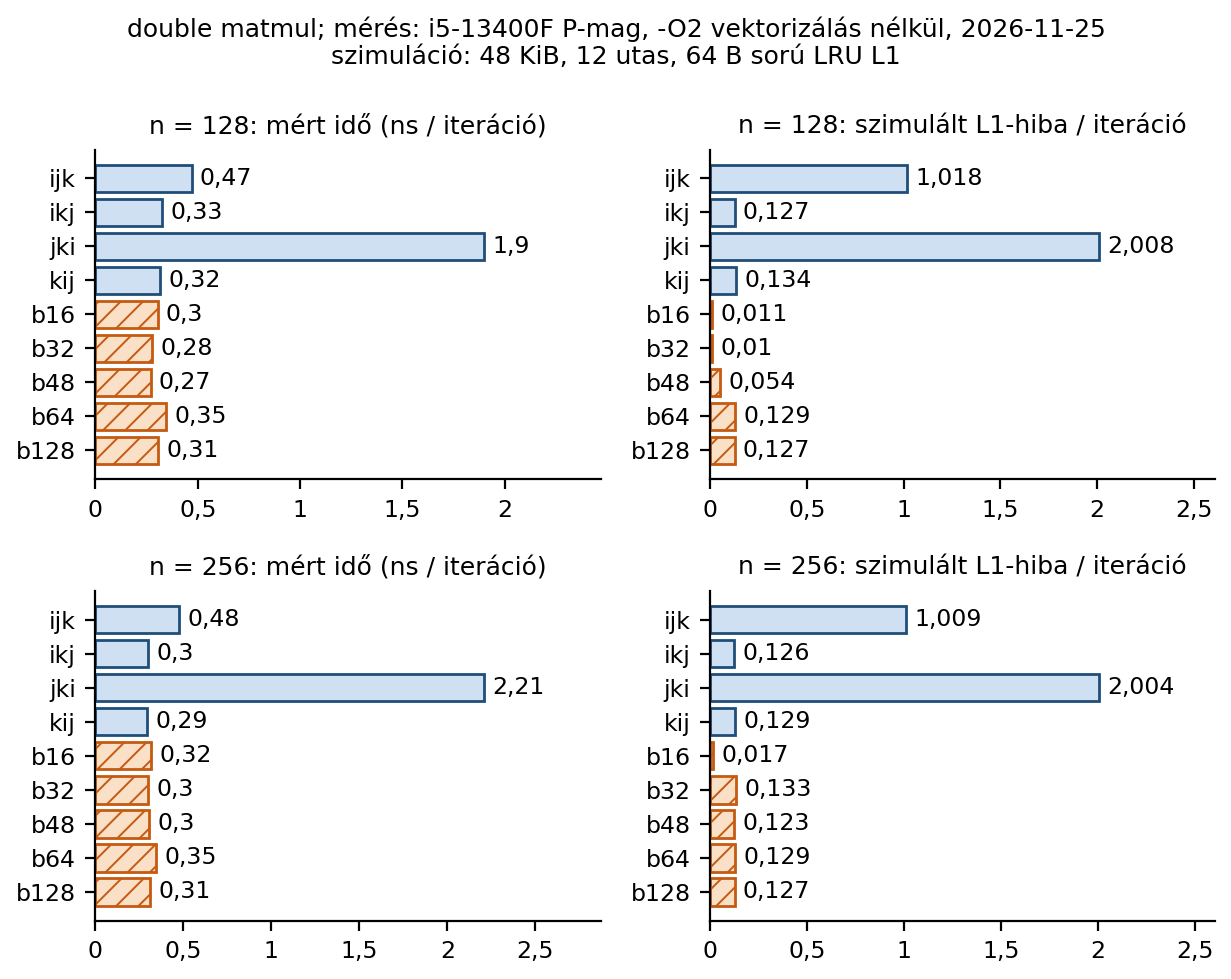 double matmul; mérés: i5-13400F P-mag, -O2 vektorizálás nélkül, 2026-11-25
szimuláció: 48 KiB, 12 utas, 64 B sorú LRU L1
n = 128: mért idő (ns / iteráció)
ijk 0,47
ikj 0,33
jki 1,9
kij 0,32
b16 0,3
b32 0,28
b48 0,27
b64 0,35
b128 0,31
0 0,5 1 1,5 2
n = 128: szimulált L1-hiba / iteráció
ijk 1,018
ikj 0,127
jki 2,008
kij 0,134
b16 0,011
b32 0,01
b48 0,054
b64 0,129
b128 0,127
0 0,5 1 1,5 2 2,5
n = 256: mért idő (ns / iteráció)
ijk 0,48
ikj 0,3
jki 2,21
kij 0,29
b16 0,32
b32 0,3
b48 0,3
b64 0,35
b128 0,31
0 0,5 1 1,5 2 2,5
n = 256: szimulált L1-hiba / iteráció
ijk 1,009
ikj 0,126
jki 2,004
kij 0,129
b16 0,017
b32 0,133
b48 0,123
b64 0,129
b128 0,127
0 0,5 1 1,5 2 2,5